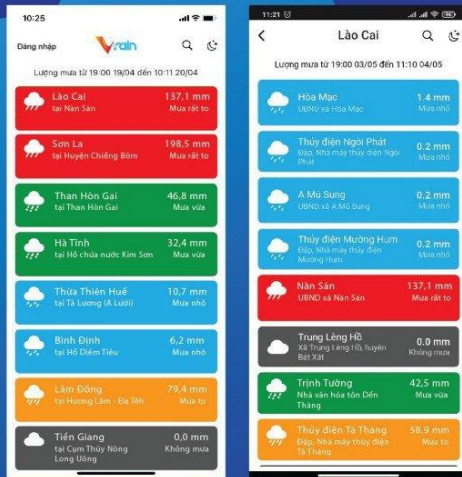 10:25
Đăng nhập
Vrain
Lượng mưa từ 19:00 19/04 đến 10:11 20/04
Lào Cai
137,1 mm
tại Nàn Sán
Mưa rất to
Sơn La
198,5 mm
tại Huyện Chiềng Bôm
Mưa rất to
Than Hòn Gai
46,8 mm
tại Than Hòn Gai
Mưa vừa
Hà Tĩnh
32,4 mm
tại Hồ chứa nước Kim Sơn
Mưa vừa
Thừa Thiên Huế
10,7 mm
tại Tà Lương (A Lưới)
Mưa nhỏ
Bình Định
6,2 mm
tại Hồ Diêm Tiêu
Mưa nhỏ
Lâm Đồng
79,4 mm
tại Hương Lâm - Đạ Tẻh
Mưa to
Tiền Giang
0,0 mm
tại Cụm Thủy Nông
Không mưa
Long Uông
11:21
Lào Cai
Lượng mưa từ 19:00 03/05 đến 11:10 04/05
Hòa Mạc
1.4 mm
UBND xã Hòa Mạc
Mưa nhỏ
Thủy điện Ngòi Phát
0.2 mm
Đập, Nhà máy thủy điện Ngòi
Mưa nhỏ
Phát
A Mú Sung
0.2 mm
UBND xã A Mú Sung
Mưa nhỏ
Thủy điện Mường Hum
0.2 mm
Đập, Nhà máy thủy điện
Mưa nhỏ
Mường Hum
Nàn Sán
137,1 mm
UBND xã Nàn Sán
Mưa rất to
Trung Lèng Hồ
0.0 mm
Xã Trung Lèng Hồ, huyện
Không mưa
Bát Xát
Trịnh Tường
42,5 mm
Nhà văn hóa tôn Dền
Mưa vừa
Thàng
Thủy điện Tà Thàng
58.9 mm
Đập, Nhà máy thủy điện
Mưa to
Tà Thàng